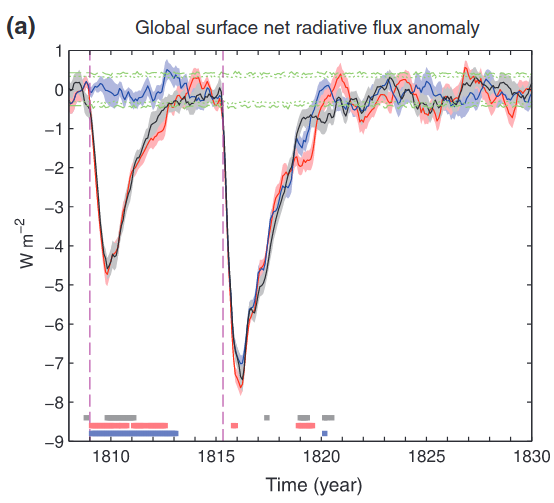 (a) Global surface net radiative flux anomaly
1
0
−1
−2
−3
−4
−5
−6
−7
−8
−9
W m−2
1810 1815 1820 1825 1830
Time (year)